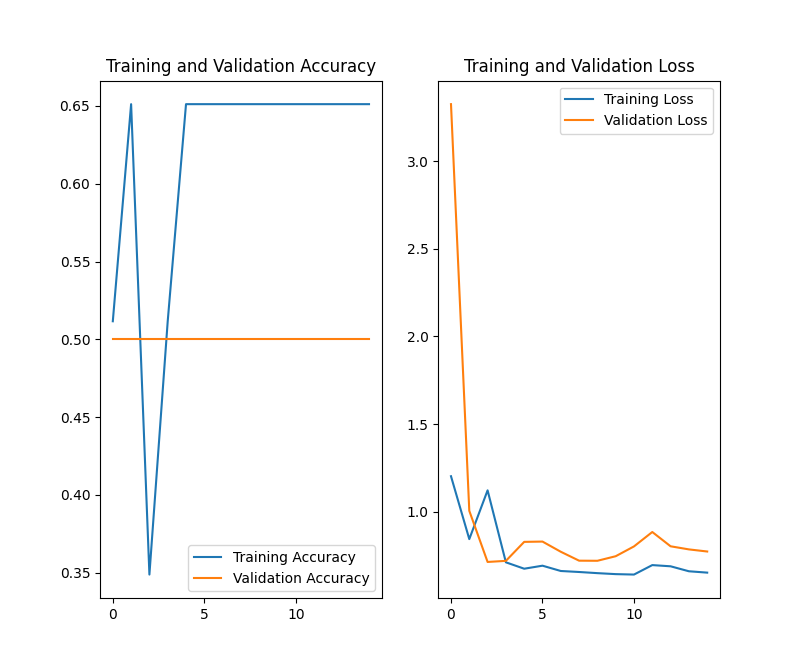 Training and Validation Accuracy
0.65
0.60
0.55
0.50
0.45
0.40
0.35
0 5 10
Training Accuracy
Validation Accuracy
Training and Validation Loss
3.0
2.5
2.0
1.5
1.0
0 5 10
Training Loss
Validation Loss